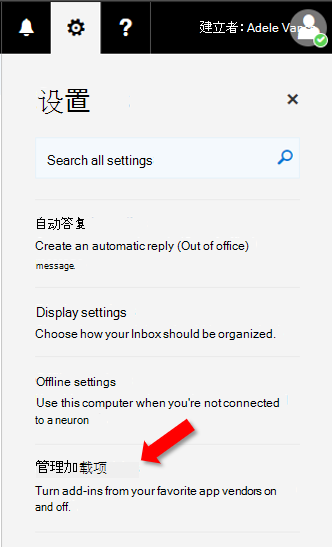 建立者：Adele Van
设置
Search all settings
自动答复
Create an automatic reply (Out of office)
message.
Display settings
Choose how your Inbox should be organized.
Offline settings
Use this computer when you're not connected
to a neuron
管理加载项
Turn add-ins from your favorite app vendors on
and off.